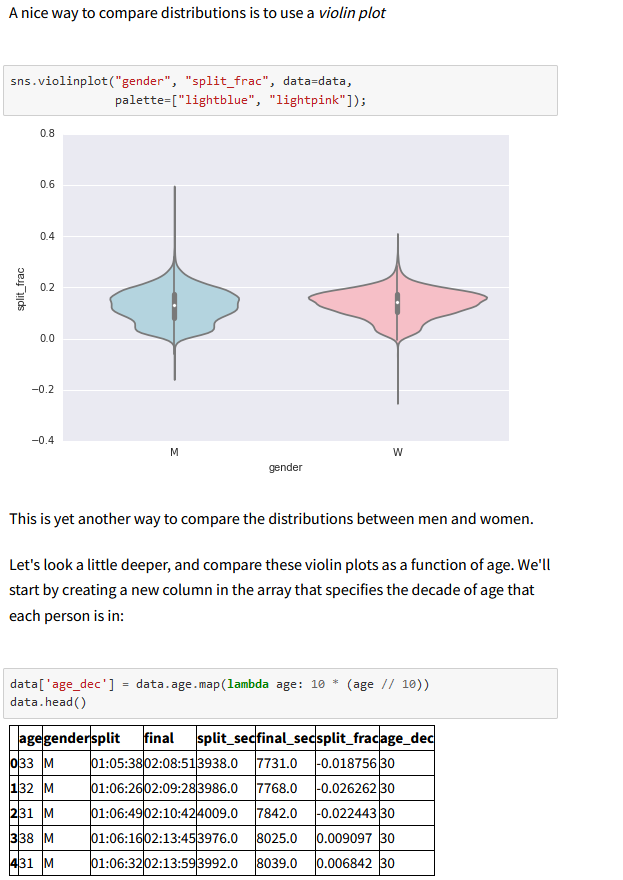 A nice way to compare distributions is to use a violin plot
sns.violinplot("gender", "split_frac", data=data,
palette=["lightblue", "lightpink"]);
0.8
0.6
0.4
0.2
0.0
−0.2
−0.4
split_frac
M
W
gender
This is yet another way to compare the distributions between men and women.
Let's look a little deeper, and compare these violin plots as a function of age. We'll
start by creating a new column in the array that specifies the decade of age that
each person is in:
data['age_dec'] = data.age.map(lambda age: 10 * (age // 10))
data.head()
age gender split final split_sec final_sec split_frac age_dec
0 33 M 01:05:38 02:08:51 3938.0 7731.0 -0.018756 30
1 32 M 01:06:26 02:09:28 3986.0 7768.0 -0.026262 30
2 31 M 01:06:49 02:10:42 4009.0 7842.0 -0.022443 30
3 38 M 01:06:16 02:13:45 3976.0 8025.0 0.009097 30
4 31 M 01:06:32 02:13:59 3992.0 8039.0 0.006842 30